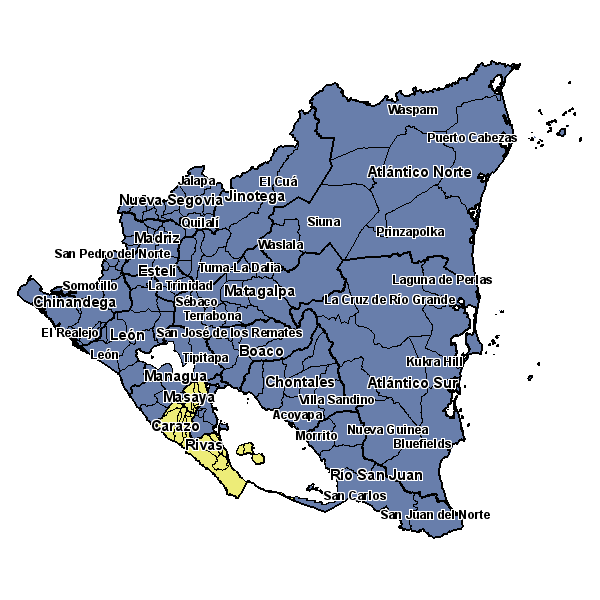 Waspam
Puerto Cabezas
Atlántico Norte
Jalapa
El Cuá
Nueva Segovia
Jinotega
Quilalí
Siuna
Prinzapolka
Madriz
Waslala
San Pedro del Norte
Estelí
Tuma-La Dalia
Somotillo
La Trinidad
Laguna de Perlas
Matagalpa
Chinandega
Sébaco
La Cruz de Río Grande
Terrabona
El Realejo
León
San José de los Remates
León
Tipitapa
Boaco
Kukra Hill
Managua
Chontales
Atlántico Sur
Masaya
Villa Sandino
Acoyapa
Carazo
Morrito
Nueva Guinea
Rivas
Bluefields
Río San Juan
San Carlos
San Juan del Norte